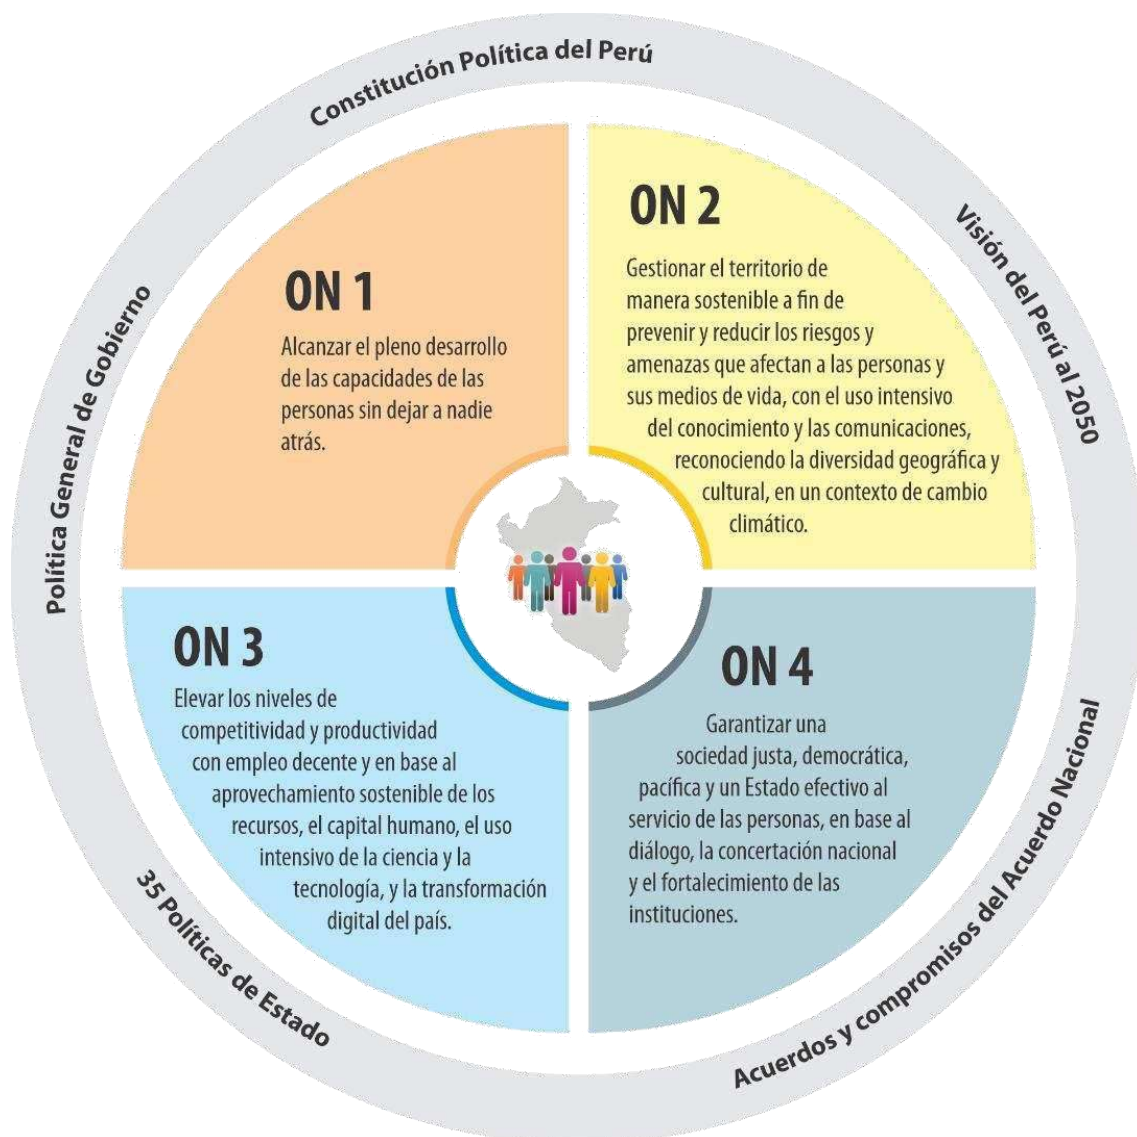 Constitución Política del Perú
Visión del Perú al 2050
Acuerdos y compromisos del Acuerdo Nacional
35 Políticas de Estado
Política General de Gobierno
ON 1
Alcanzar el pleno desarrollo
de las capacidades de las
personas sin dejar a nadie
atrás.
ON 2
Gestionar el territorio de
manera sostenible a fin de
prevenir y reducir los riesgos y
amenazas que afectan a las personas y
sus medios de vida, con el uso intensivo
del conocimiento y las comunicaciones,
reconociendo la diversidad geográfica y
cultural, en un contexto de cambio
climático.
ON 3
Elevar los niveles de
competitividad y productividad
con empleo decente y en base al
aprovechamiento sostenible de los
recursos, el capital humano, el uso
intensivo de la ciencia y la
tecnología, y la transformación
digital del país.
ON 4
Garantizar una
sociedad justa, democrática,
pacífica y un Estado efectivo al
servicio de las personas, en base al
diálogo, la concertación nacional
y el fortalecimiento de las
instituciones.